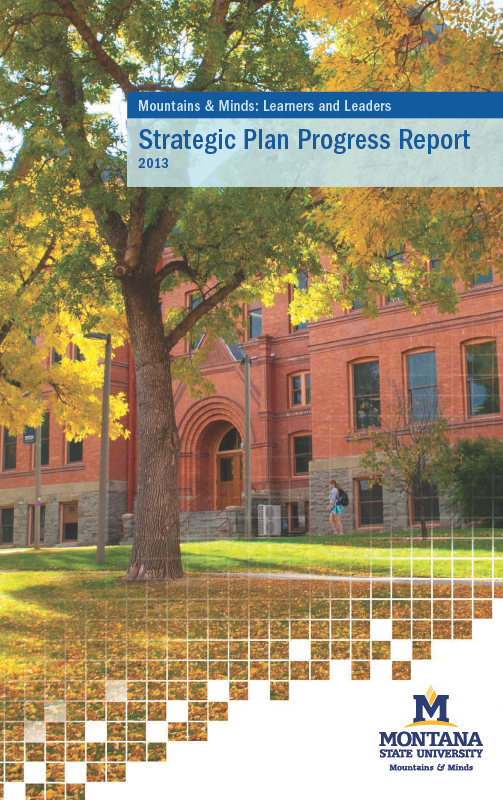 Mountains & Minds: Learners and Leaders
Strategic Plan Progress Report
2013
M
MONTANA
STATE UNIVERSITY
Mountains & Minds